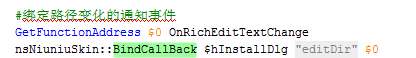 #绑定路径变化的通知事件
GetFunctionAddress $0 OnRichEditTextChange
nsNiuniuSkin::BindCallBack $hInstallDlg "editDir" $0